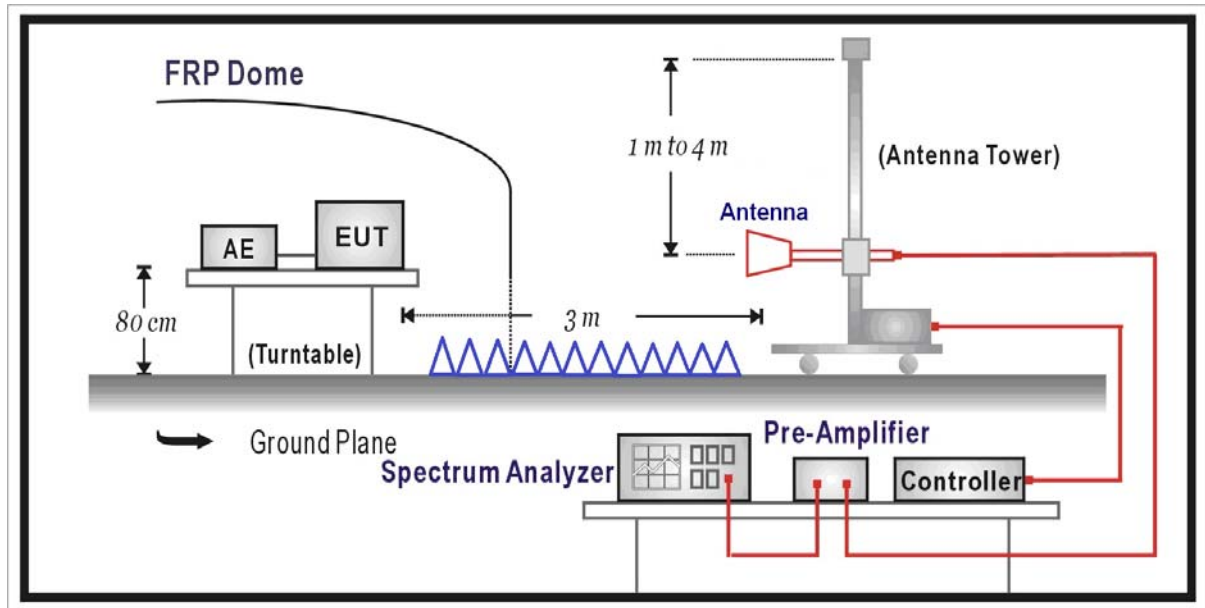 FRP Dome
1 m to 4 m
(Antenna Tower)
Antenna
AE
EUT
80 cm
3 m
(Turntable)
Ground Plane
Pre-Amplifier
Spectrum Analyzer
Controller